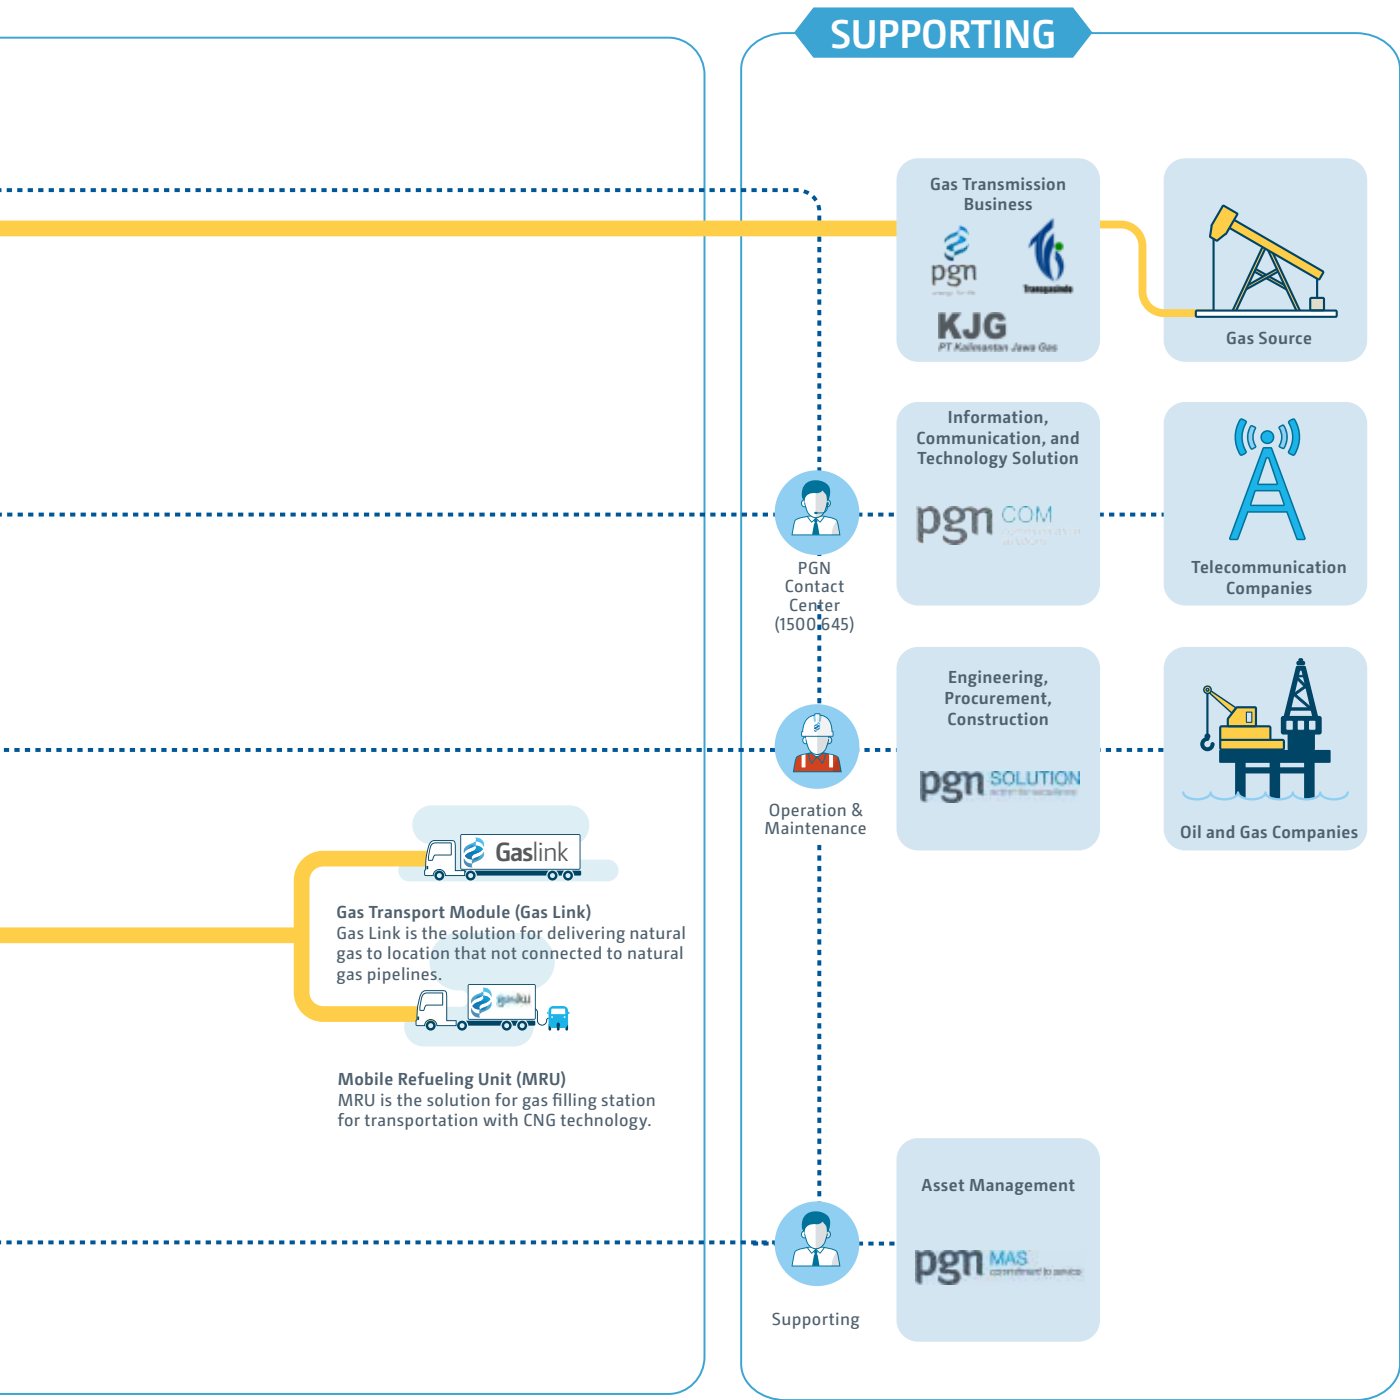 SUPPORTING
Gas Transmission
Business
pgn
Transgasindo
KJG
PT Kalimantan Jawa Gas
Gas Source
Information,
Communication, and
Technology Solution
pgn COM
Telecommunication
Companies
PGN
Contact
Center
(1500 645)
Engineering,
Procurement,
Construction
pgn SOLUTION
Oil and Gas Companies
Operation &
Maintenance
Gaslink
Gas Transport Module (Gas Link)
Gas Link is the solution for delivering natural
gas to location that not connected to natural
gas pipelines.
gasku
Mobile Refueling Unit (MRU)
MRU is the solution for gas filling station
for transportation with CNG technology.
Asset Management
pgn MAS
commitment to service
Supporting